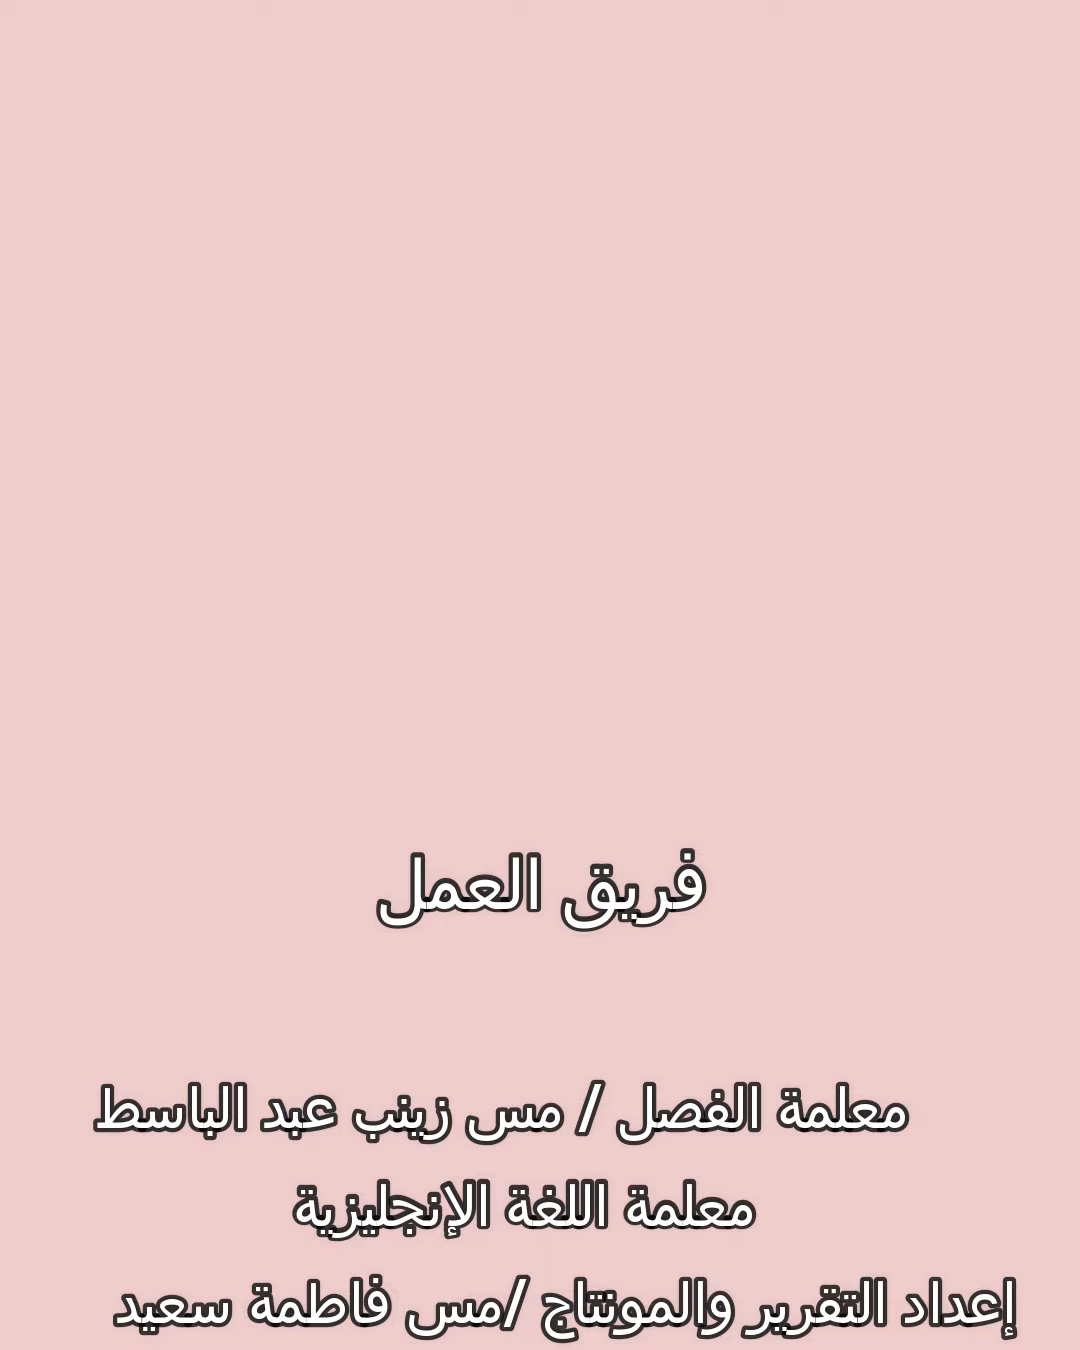 فريق العمل
معلمة الفصل / مس زينب عبد الباسط
معلمة اللغة الإنجليزية
إعداد التقرير والمونتاج /مس فاطمة سعيد